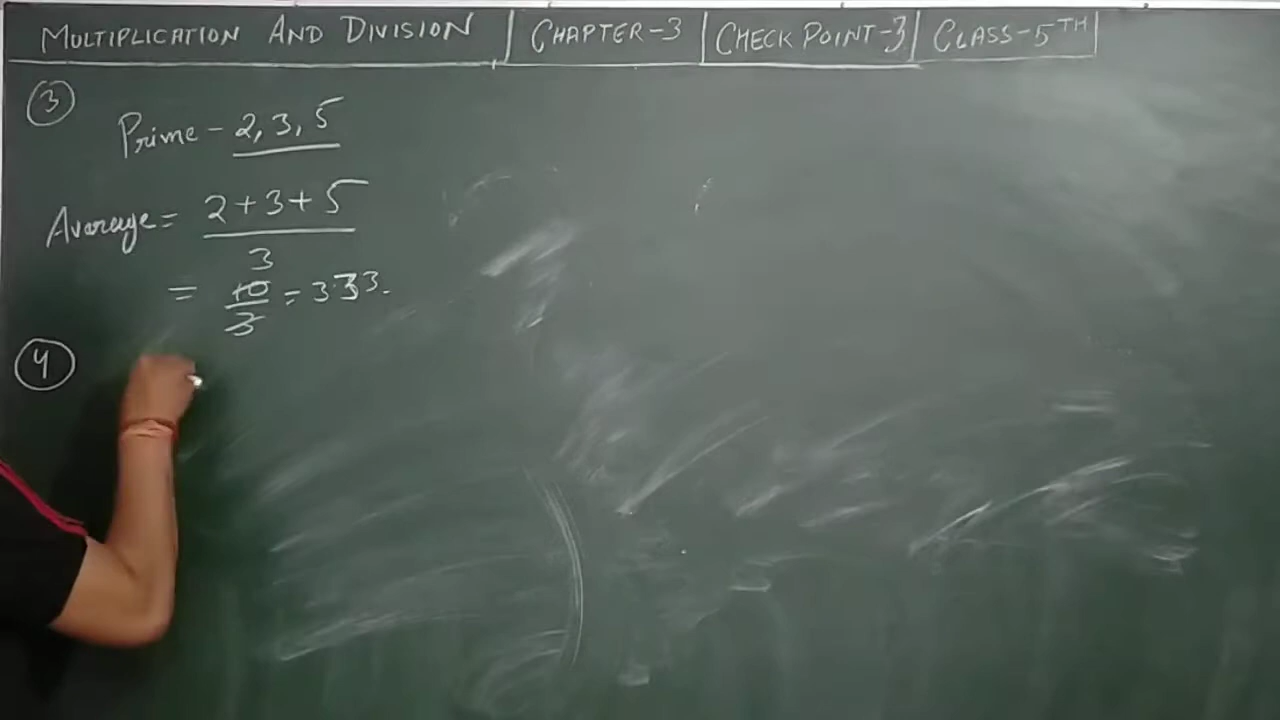 MULTIPLICATION AND DIVISION | CHAPTER-3 | CHECK POINT-3 | CLASS-5TH
3
Prime - 2, 3, 5
Average = 2+3+5
3
= 10/3 = 3.33.
4